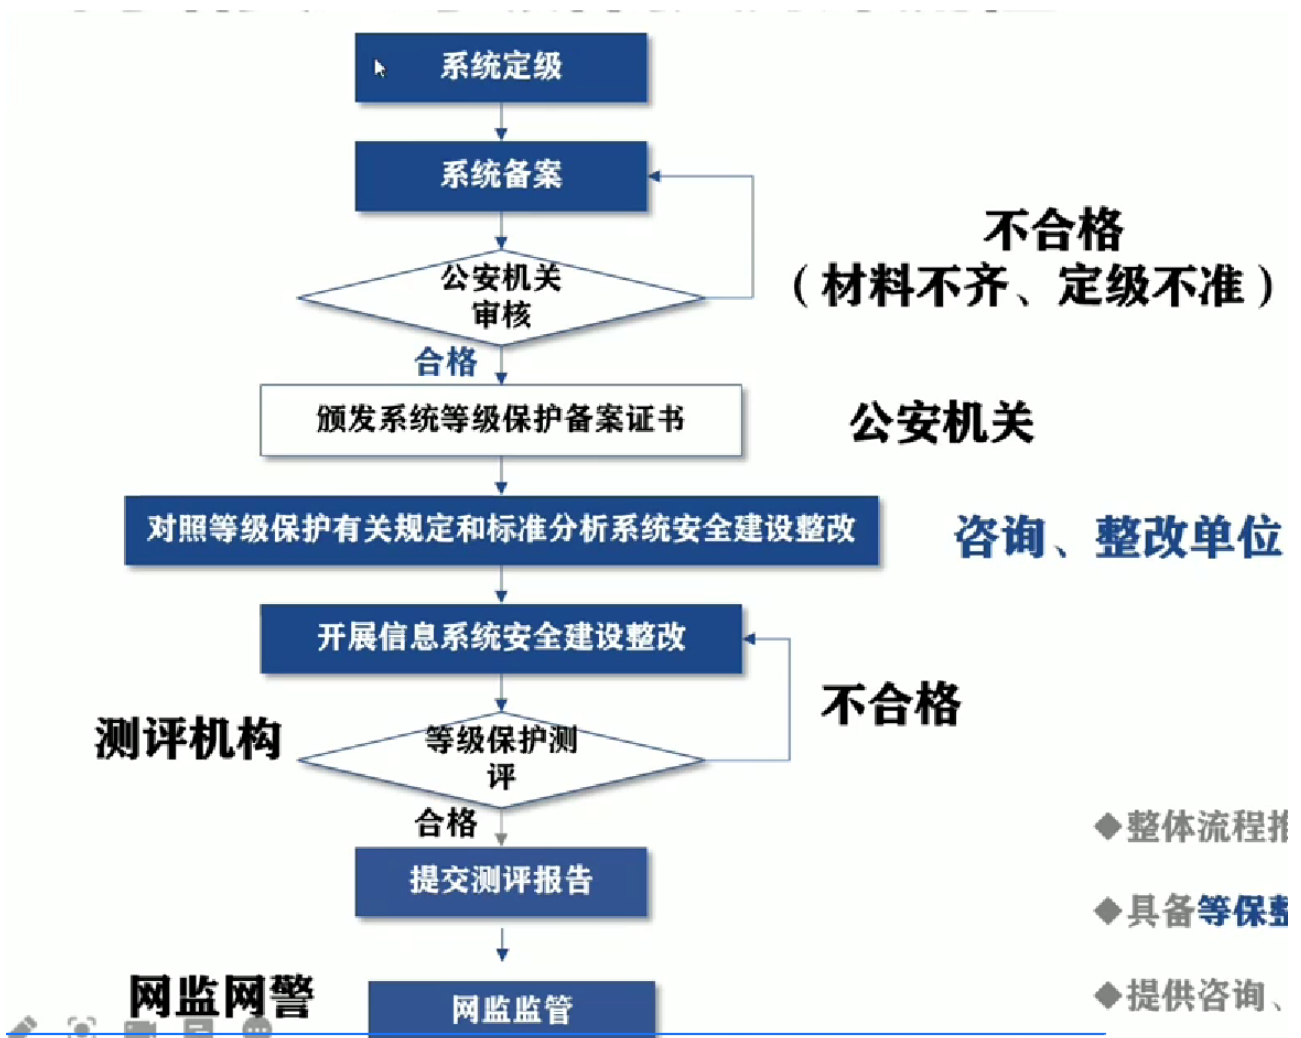 系统定级
系统备案
不合格
（材料不齐、定级不准）
公安机关
审核
合格
颁发系统等级保护备案证书
公安机关
对照等级保护有关规定和标准分析系统安全建设整改
咨询、整改单位
开展信息系统安全建设整改
不合格
测评机构
等级保护测
评
合格
◆整体流程
提交测评报告
◆具备等保整
网监网警
网监监管
◆提供咨询、